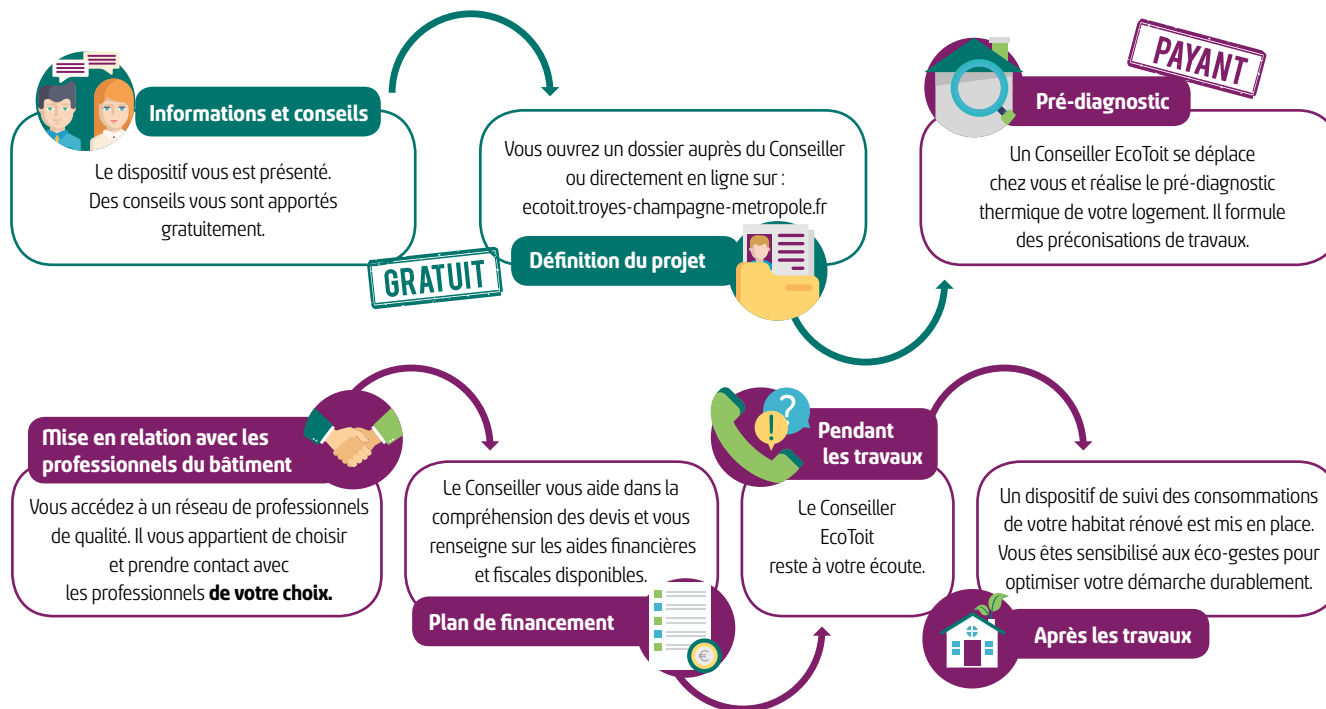 Informations et conseils
Le dispositif vous est présenté.
Des conseils vous sont apportés
gratuitement.
GRATUIT
Vous ouvrez un dossier auprès du Conseiller
ou directement en ligne sur :
ecotoit.troyes-champagne-metropole.fr
Définition du projet
PAYANT
Pré-diagnostic
Un Conseiller EcoToit se déplace
chez vous et réalise le pré-diagnostic
thermique de votre logement. Il formule
des préconisations de travaux.
Mise en relation avec les
professionnels du bâtiment
Vous accédez à un réseau de professionnels
de qualité. Il vous appartient de choisir
et prendre contact avec
les professionnels de votre choix.
Le Conseiller vous aide dans la
compréhension des devis et vous
renseigne sur les aides financières
et fiscales disponibles.
Plan de financement
€
?
!
Pendant
les travaux
Le Conseiller
EcoToit
reste à votre écoute.
Un dispositif de suivi des consommations
de votre habitat rénové est mis en place.
Vous êtes sensibilisé aux éco-gestes pour
optimiser votre démarche durablement.
Après les travaux